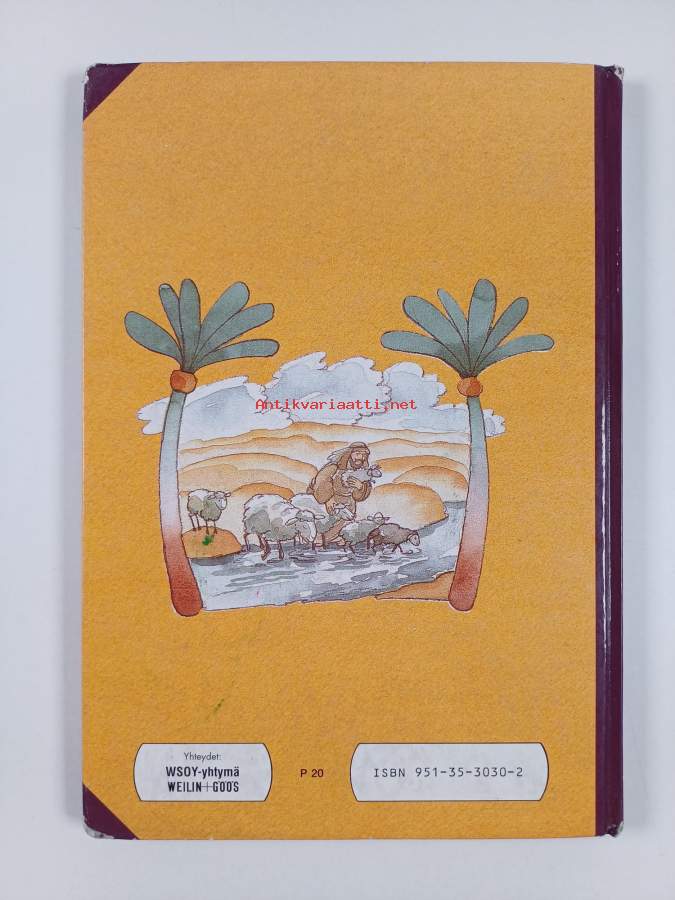 Antikvariaatti.net
Yhteydet:
WSOY-yhtymä
WEILIN+GÖÖS
P 20
ISBN 951-35-3030-2